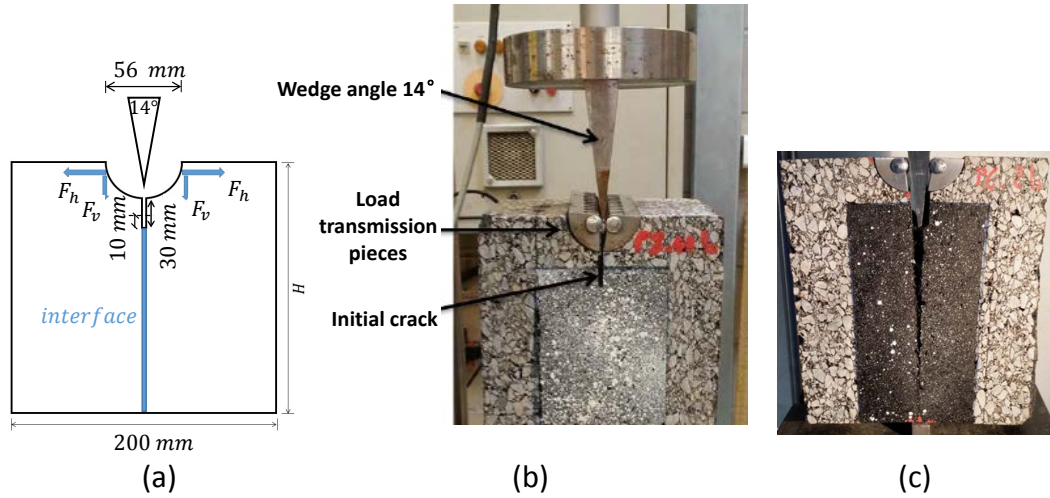 56 mm
14°
F_h
F_v
F_v
F_h
10 mm
30 mm
H
interface
200 mm
(a)
Wedge angle 14°
Load
transmission
pieces
Initial crack
(b)
(c)